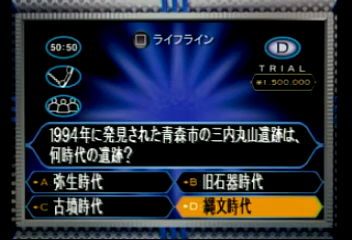 50:50
ライフライン
D
TRIAL
¥1,500,000
1994年に発見された青森市の三内丸山遺跡は、
何時代の遺跡?
A 弥生時代
B 旧石器時代
C 古墳時代
D 縄文時代